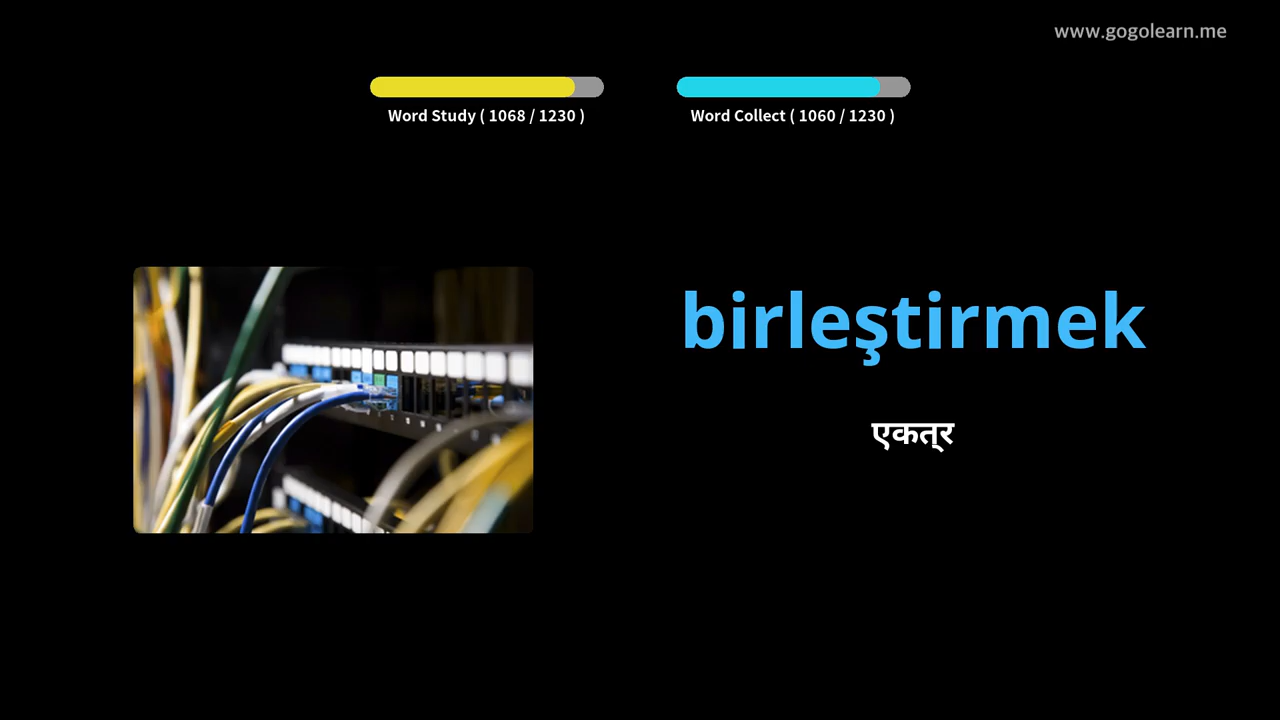 www.gogolearn.me
Word Study ( 1068 / 1230 )
Word Collect ( 1060 / 1230 )
birleştirmek
एकत्र